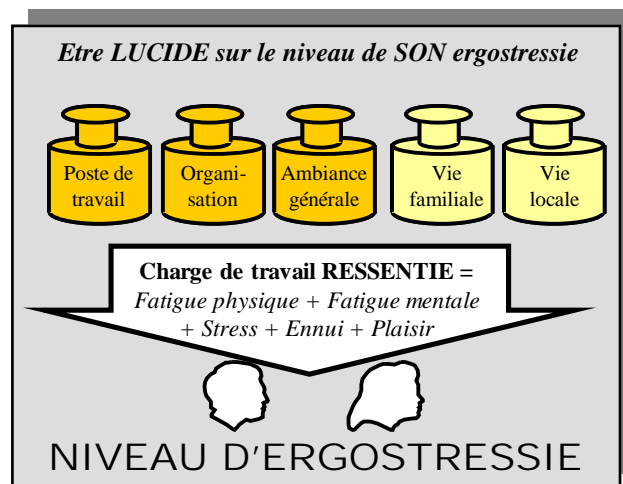 Etre LUCIDE sur le niveau de SON ergostressie
Poste de
travail
Organi-
sation
Ambiance
générale
Vie
familiale
Vie
locale
Charge de travail RESSENTIE =
Fatigue physique + Fatigue mentale
+ Stress + Ennui + Plaisir
NIVEAU D'ERGOSTRESSIE